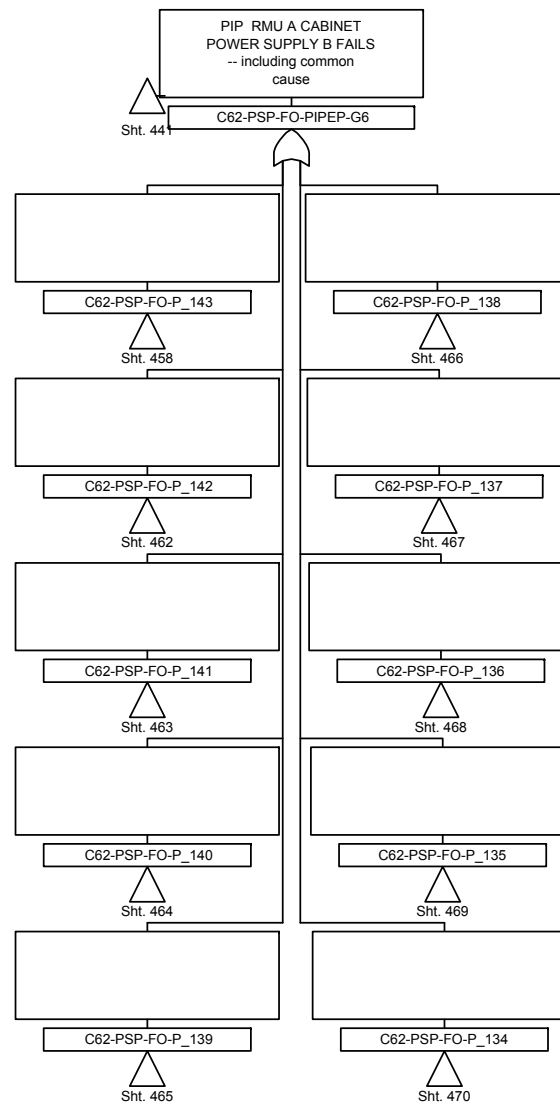 PIP RMU A CABINET
POWER SUPPLY B FAILS
-- including common
cause
Sht. 441
C62-PSP-FO-PIPEP-G6
C62-PSP-FO-P_143
Sht. 458
C62-PSP-FO-P_138
Sht. 466
C62-PSP-FO-P_142
Sht. 462
C62-PSP-FO-P_137
Sht. 467
C62-PSP-FO-P_141
Sht. 463
C62-PSP-FO-P_136
Sht. 468
C62-PSP-FO-P_140
Sht. 464
C62-PSP-FO-P_135
Sht. 469
C62-PSP-FO-P_139
Sht. 465
C62-PSP-FO-P_134
Sht. 470